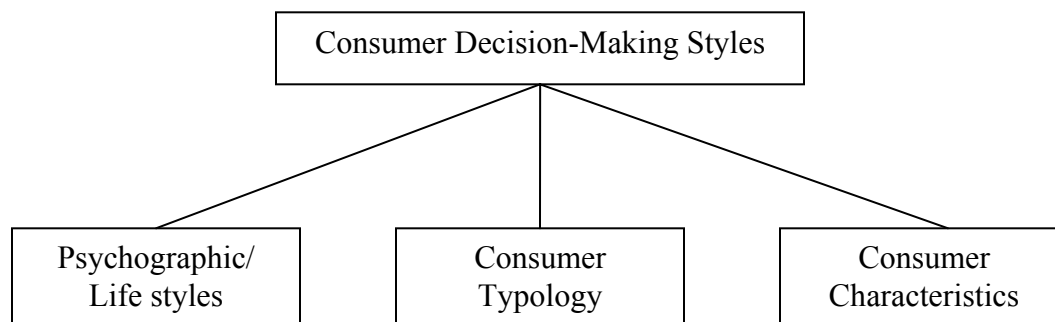 Consumer Decision-Making Styles
Psychographic/
Life styles
Consumer
Typology
Consumer
Characteristics